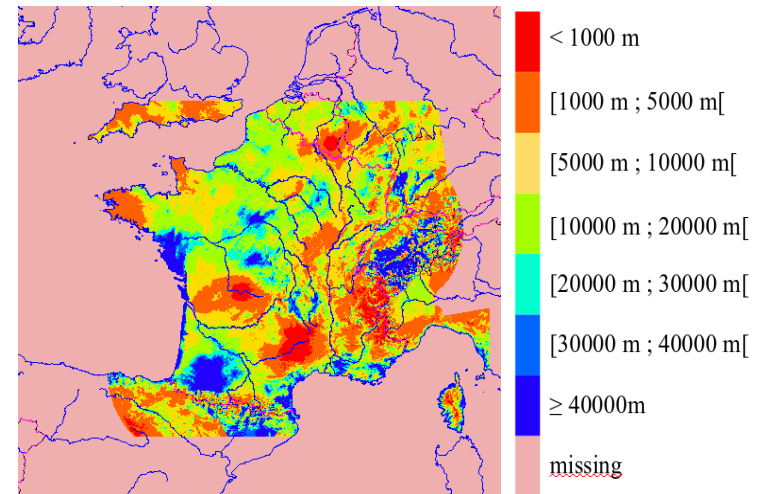 < 1000 m
[1000 m ; 5000 m[
[5000 m ; 10000 m[
[10000 m ; 20000 m[
[20000 m ; 30000 m[
[30000 m ; 40000 m[
≥ 40000m
missing